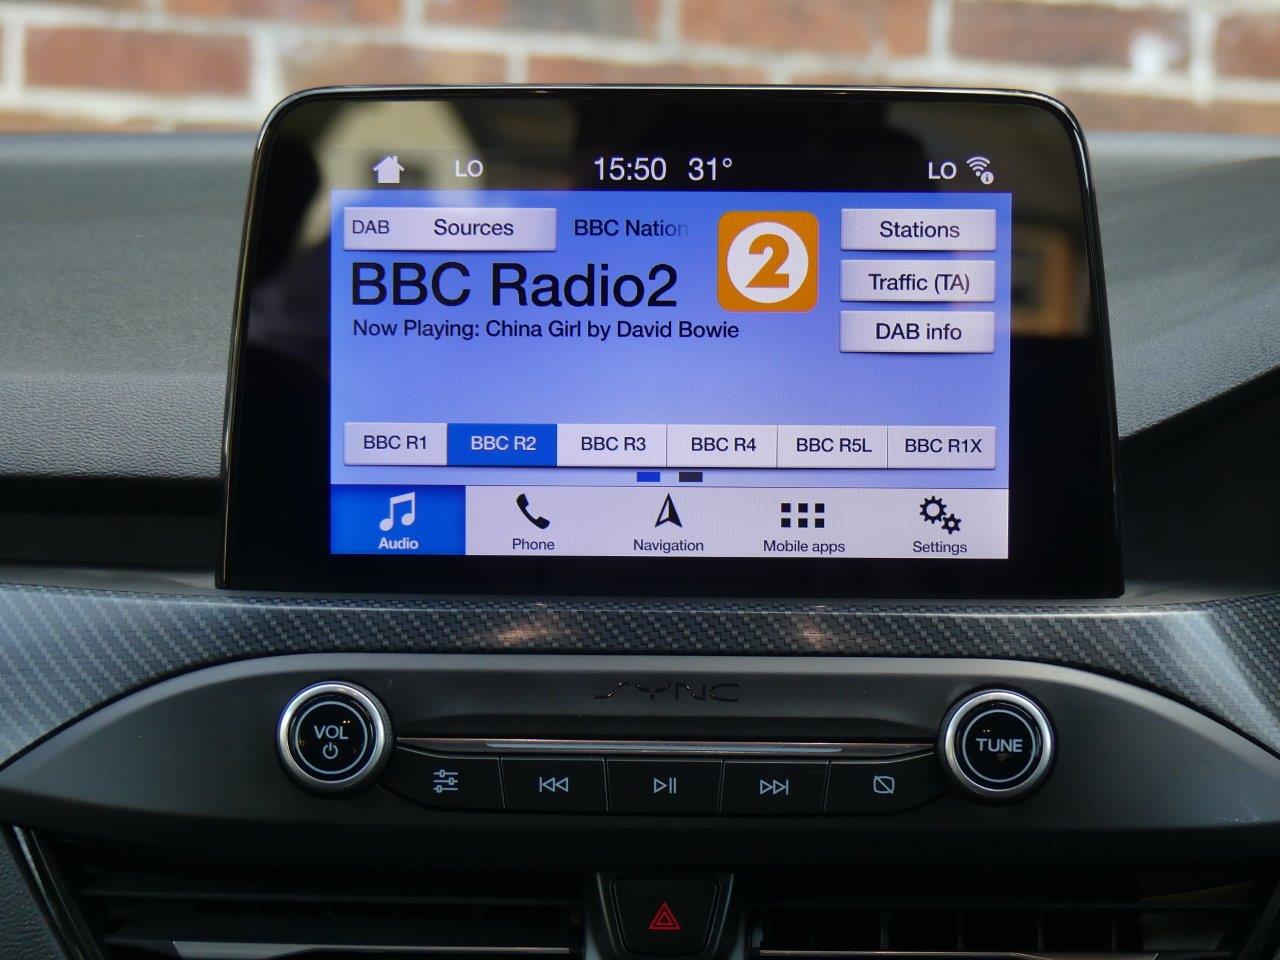 LO 15:50 31° LO
DAB Sources BBC Nation 2 Stations
BBC Radio2
Traffic (TA)
Now Playing: China Girl by David Bowie
DAB info
BBC R1 BBC R2 BBC R3 BBC R4 BBC R5L BBC R1X
Audio Phone Navigation Mobile apps Settings
SYNC
VOL
TUNE